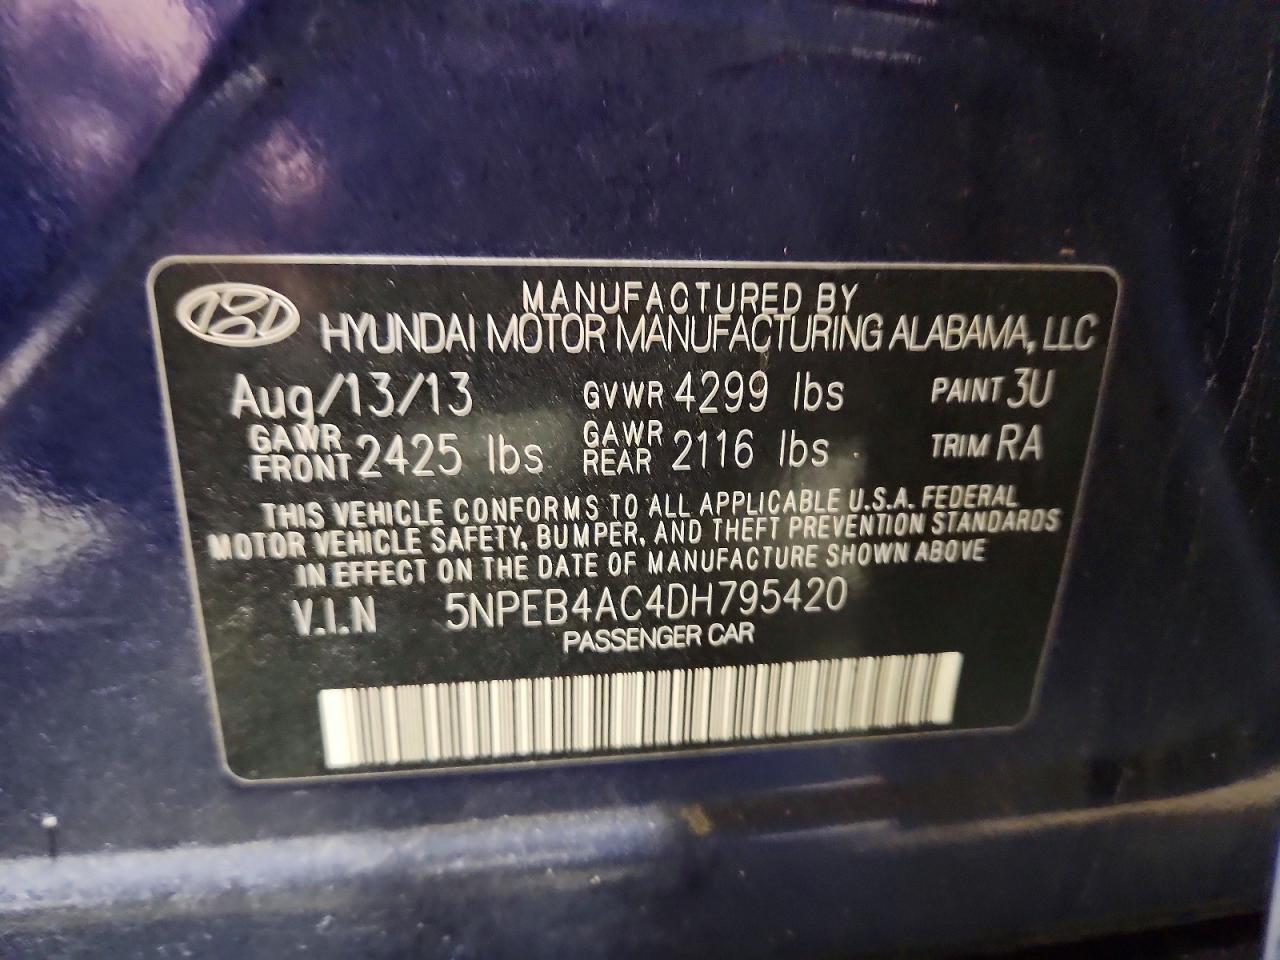 MANUFACTURED BY
HYUNDAI MOTOR MANUFACTURING ALABAMA, LLC
Aug/13/13 GVWR 4299 lbs PAINT 3U
GAWR FRONT 2425 lbs GAWR REAR 2116 lbs TRIM RA
THIS VEHICLE CONFORMS TO ALL APPLICABLE U.S.A. FEDERAL
MOTOR VEHICLE SAFETY, BUMPER, AND THEFT PREVENTION STANDARDS
IN EFFECT ON THE DATE OF MANUFACTURE SHOWN ABOVE
V.I.N 5NPEB4AC4DH795420
PASSENGER CAR